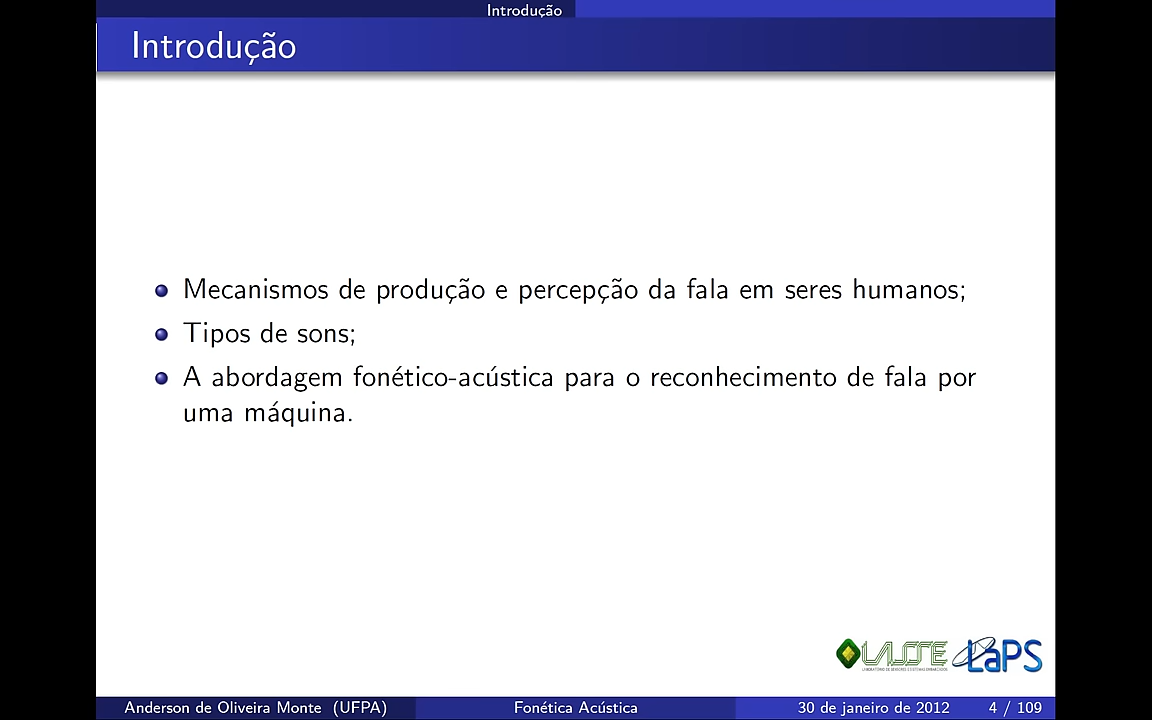 Introdução
Introdução
Mecanismos de produção e percepção da fala em seres humanos;
Tipos de sons;
A abordagem fonético-acústica para o reconhecimento de fala por
uma máquina.
LASSE LaPS
Anderson de Oliveira Monte (UFPA) Fonética Acústica 30 de janeiro de 2012 4 / 109